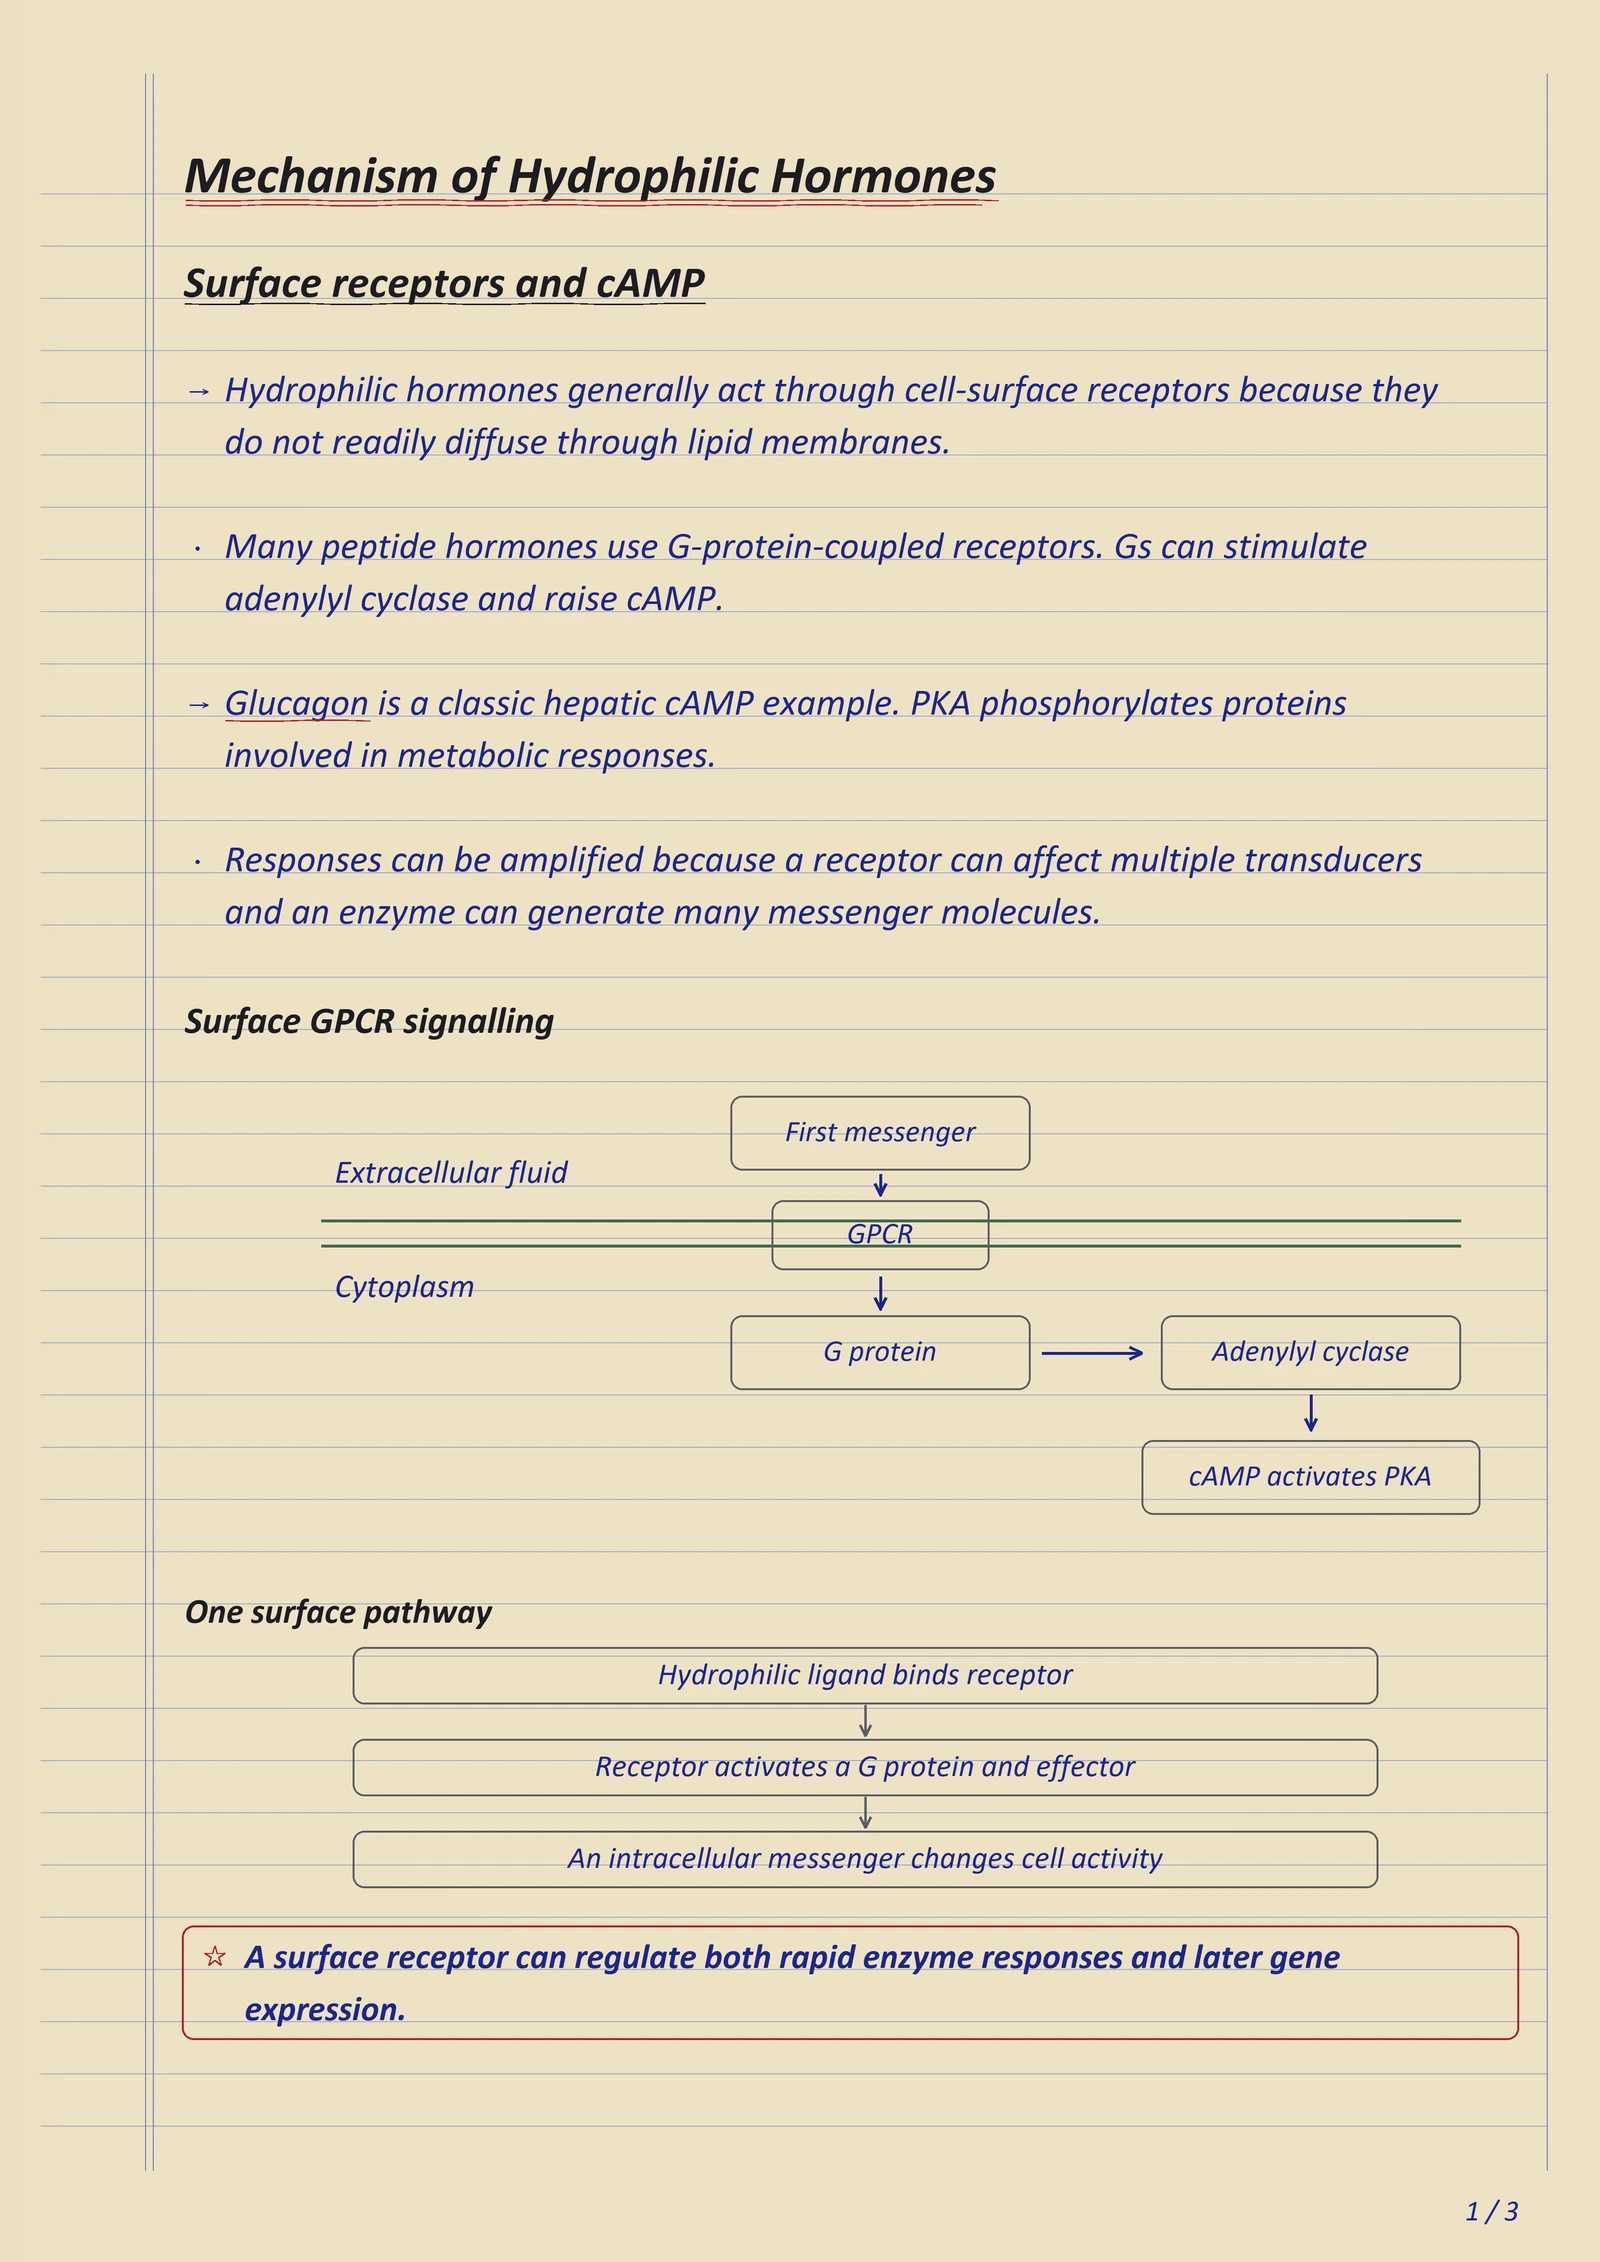 Mechanism of Hydrophilic Hormones
Surface receptors and cAMP
→ Hydrophilic hormones generally act through cell-surface receptors because they
do not readily diffuse through lipid membranes.
· Many peptide hormones use G-protein-coupled receptors. Gs can stimulate
adenylyl cyclase and raise cAMP.
→ Glucagon is a classic hepatic cAMP example. PKA phosphorylates proteins
involved in metabolic responses.
· Responses can be amplified because a receptor can affect multiple transducers
and an enzyme can generate many messenger molecules.
Surface GPCR signalling
First messenger
Extracellular fluid
GPCR
Cytoplasm
G protein
Adenylyl cyclase
cAMP activates PKA
One surface pathway
Hydrophilic ligand binds receptor
Receptor activates a G protein and effector
An intracellular messenger changes cell activity
☆ A surface receptor can regulate both rapid enzyme responses and later gene
expression.
1 / 3